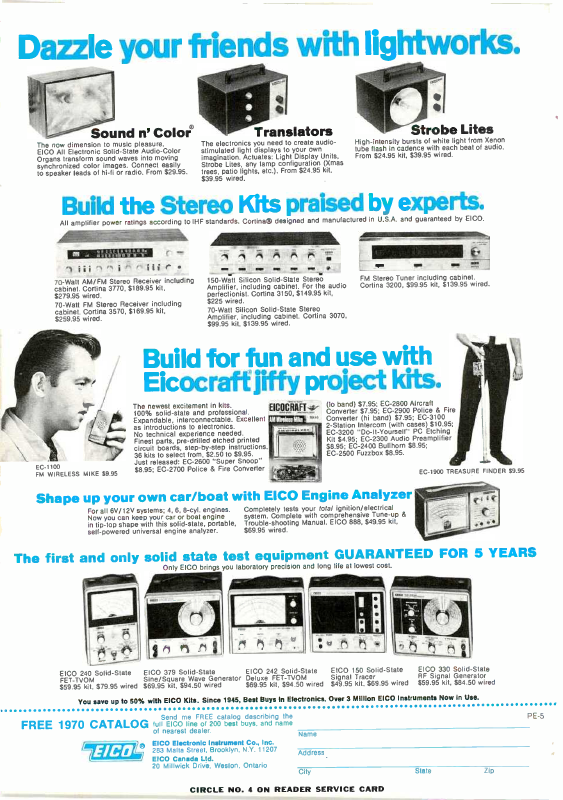 Dazzle your friends with lightworks.
Sound n' Color®
The now dimension to music pleasure.
EICO All Electronic Solid-State Audio-Color
Organs transform sound waves into moving
synchronized color images. Connect easily
to speaker leads of hi-fi or radio. From $29.95.
Translators
The electronics you need to create audio-
stimulated light displays to your own
imagination. Actuates: Light Display Units,
Strobe Lites, any lamp configuration (Xmas
trees, patio lights, etc.). From $24.95 kit,
$39.95 wired.
Strobe Lites
High-intensity bursts of white light from Xenon
tube flash in cadence with each beat of audio.
From $24.95 kit, $39.95 wired.
Build the Stereo Kits praised by experts.
All amplifier power ratings according to IHF standards. Cortina® designed and manufactured in U.S.A. and guaranteed by EICO.
70-Watt AM/FM Stereo Receiver including
cabinet. Cortina 3770, $189.95 kit,
$279.95 wired.
70-Watt FM Stereo Receiver including
cabinet. Cortina 3570, $169.95 kit,
$259.95 wired.
150-Watt Silicon Solid-State Stereo
Amplifier, including cabinet. For the audio
perfectionist. Cortina 3150, $149.95 kit,
$225 wired.
70-Watt Silicon Solid-State Stereo
Amplifier, including cabinet. Cortina 3070,
$99.95 kit, $139.95 wired.
FM Stereo Tuner including cabinet.
Cortina 3200, $99.95 kit, $139.95 wired.
Build for fun and use with
Eicocraft jiffy project kits.
The newest excitement in kits.
100% solid-state and professional.
Expandable, interconnectable. Excellent
as introductions to electronics.
No technical experience needed.
Finest parts, pre-drilled etched printed
circuit boards, step-by-step instructions.
36 kits to select from, $2.50 to $9.95.
Just released: EC-2600 "Super Snoop"
$8.95; EC-2700 Police & Fire Converter
EICOCRAFT
AM Wireless Mike
(lo band) $7.95; EC-2800 Aircraft
Converter $7.95; EC-2900 Police & Fire
Converter (hi band) $7.95; EC-3100
2-Station Intercom (with cases) $10.95;
EC-3200 "Do-It-Yourself" PC Etching
Kit $4.95; EC-2300 Audio Preamplifier
$8.95; EC-2400 Bullhorn $8.95;
EC-2500 Fuzzbox $8.95.
EC-1100
FM WIRELESS MIKE $9.95
EC-1900 TREASURE FINDER $9.95
Shape up your own car/boat with EICO Engine Analyzer
For all 6V/12V systems; 4, 6, 8-cyl. engines.
Now you can keep your car or boat engine
in tip-top shape with this solid-state, portable,
self-powered universal engine analyzer.
Completely tests your total ignition/electrical
system. Complete with comprehensive Tune-up &
Trouble-shooting Manual. EICO 888, $49.95 kit,
$69.95 wired.
The first and only solid state test equipment GUARANTEED FOR 5 YEARS
Only EICO brings you laboratory precision and long life at lowest cost.
EICO 240 Solid-State
FET-TVOM
$59.95 kit, $79.95 wired
EICO 379 Solid-State
Sine/Square Wave Generator
$69.95 kit, $94.50 wired
EICO 242 Solid-State
Deluxe FET-TVOM
$69.95 kit, $94.50 wired
EICO 150 Solid-State
Signal Tracer
$49.95 kit, $69.95 wired
EICO 330 Solid-State
RF Signal Generator
$59.95 kit, $84.50 wired
You save up to 50% with EICO Kits. Since 1945, Best Buys in Electronics. Over 3 Million EICO Instruments Now in Use.
PE-5
FREE 1970 CATALOG
Send me FREE catalog describing the
full EICO line of 200 best buys, and name
of nearest dealer.
EICO
EICO Electronic Instrument Co., Inc.
283 Malta Street, Brooklyn, N.Y. 11207
EICO Canada Ltd.
20 Millwick Drive, Weston, Ontario
Name
Address
City State Zip
CIRCLE NO. 4 ON READER SERVICE CARD